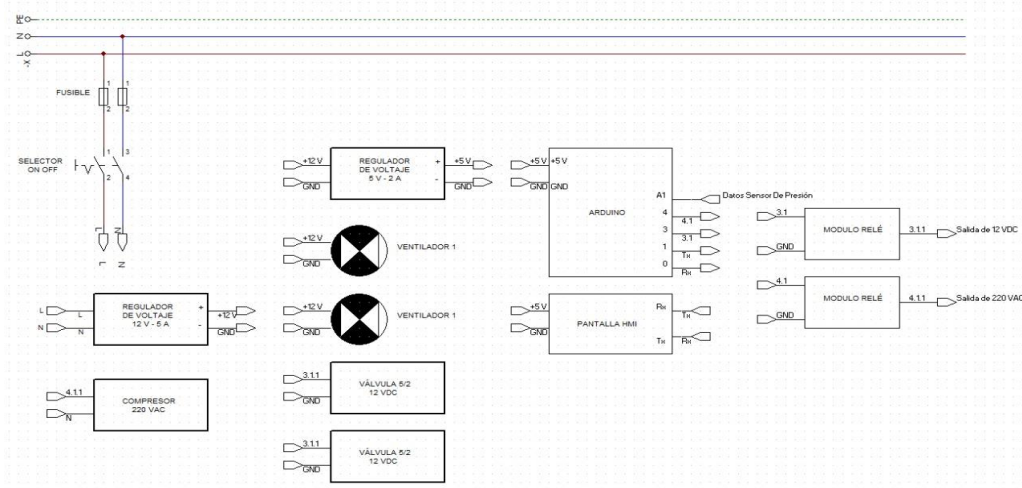 PE
N
L
-X
FUSIBLE
1
1
2
2
SELECTOR
ON OFF
1
3
2
4
L
N
L
N
+12 V
GND
REGULADOR
DE VOLTAJE
5 V - 2 A
+
-
+5 V
GND
+5 V
+5 V
GND
GND
ARDUINO
A1
4
3
1
0
Datos Sensor De Presión
4.1
3.1
Tx
Rx
3.1
GND
MODULO RELÉ
3.1.1
Salida de 12 VDC
4.1
GND
MODULO RELÉ
4.1.1
Salida de 220 VAC
+12 V
GND
VENTILADOR 1
L
L
N
N
REGULADOR
DE VOLTAJE
12 V - 5 A
+
-
+12 V
GND
+12 V
GND
VENTILADOR 1
+5 V
GND
PANTALLA HMI
Rx
Tx
Tx
Rx
4.1.1
N
COMPRESOR
220 VAC
3.1.1
GND
VÁLVULA 5/2
12 VDC
3.1.1
GND
VÁLVULA 5/2
12 VDC